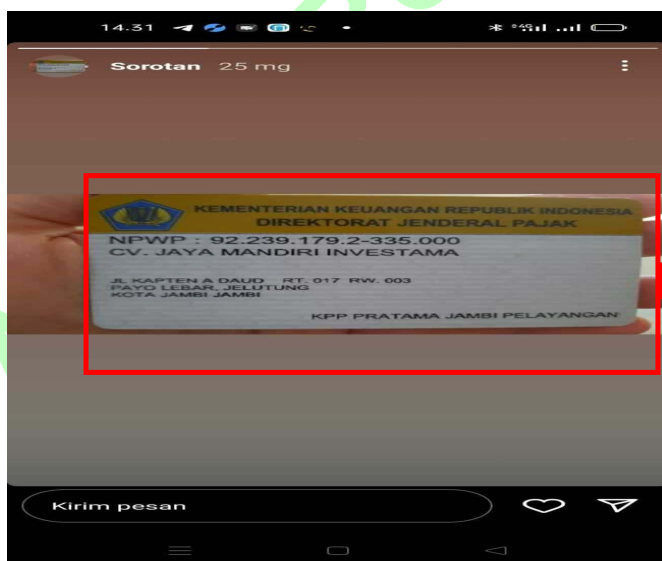 14.31
4G
Sorotan 25 mg
KEMENTERIAN KEUANGAN REPUBLIK INDONESIA
DIREKTORAT JENDERAL PAJAK
NPWP : 92.239.179.2-335.000
CV. JAYA MANDIRI INVESTAMA
JL KAPTEN A DAUD RT. 017 RW. 003
PAYO LEBAR, JELUTUNG
KOTA JAMBI JAMBI
KPP PRATAMA JAMBI PELAYANGAN
Kirim pesan